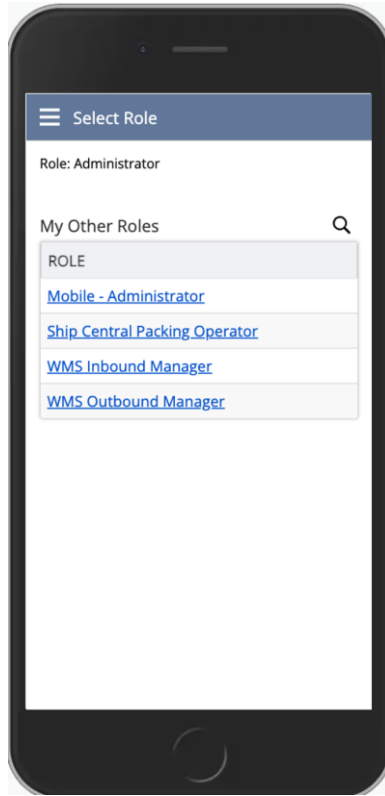 Select Role
Role: Administrator
My Other Roles
ROLE
Mobile - Administrator
Ship Central Packing Operator
WMS Inbound Manager
WMS Outbound Manager